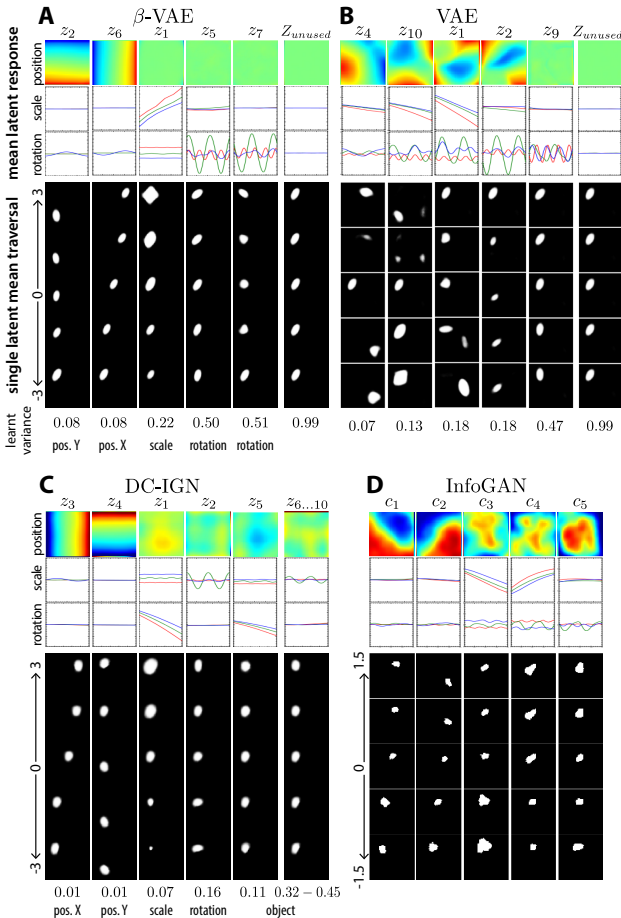 A β-VAE
z2 z6 z1 z5 z7 Zunused
mean latent response
position
scale
rotation
single latent mean traversal
3
0
-3
learnt variance
0.08 0.08 0.22 0.50 0.51 0.99
pos. Y pos. X scale rotation rotation
B VAE
z4 z10 z1 z2 z9 Zunused
0.07 0.13 0.18 0.18 0.47 0.99
C DC-IGN
z3 z4 z1 z2 z5 z6...10
position
scale
rotation
3
0
-3
0.01 0.01 0.07 0.16 0.11 0.32 − 0.45
pos. X pos. Y scale rotation object
D InfoGAN
c1 c2 c3 c4 c5
1.5
0
-1.5